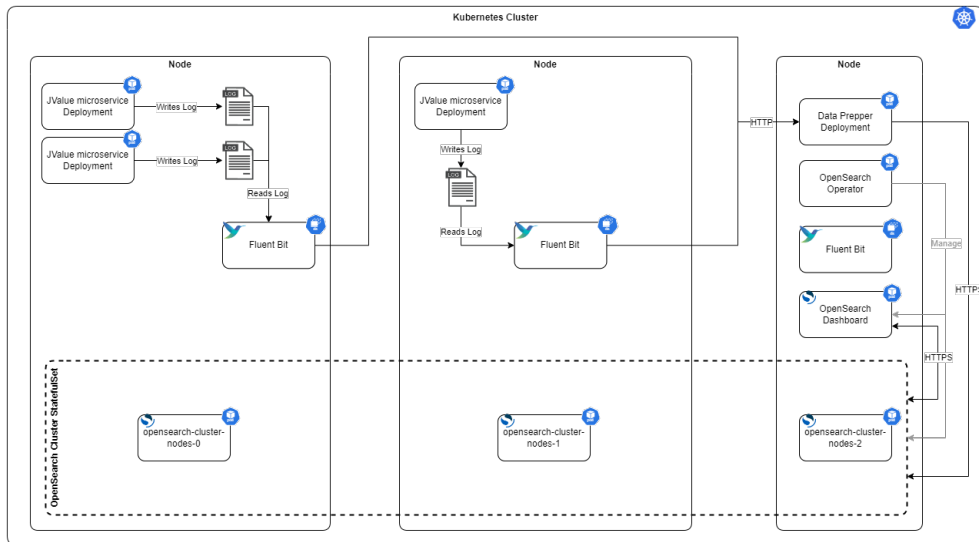 Kubernetes Cluster
Node
JValue microservice
Deployment
Writes Log
LOG
JValue microservice
Deployment
Writes Log
LOG
Reads Log
Fluent Bit
Node
JValue microservice
Deployment
Writes Log
LOG
Reads Log
Fluent Bit
Node
HTTP
Data Prepper
Deployment
OpenSearch
Operator
Manage
Fluent Bit
HTTPS
OpenSearch
Dashboard
HTTPS
OpenSearch Cluster StatefulSet
opensearch-cluster-
nodes-0
opensearch-cluster-
nodes-1
opensearch-cluster-
nodes-2